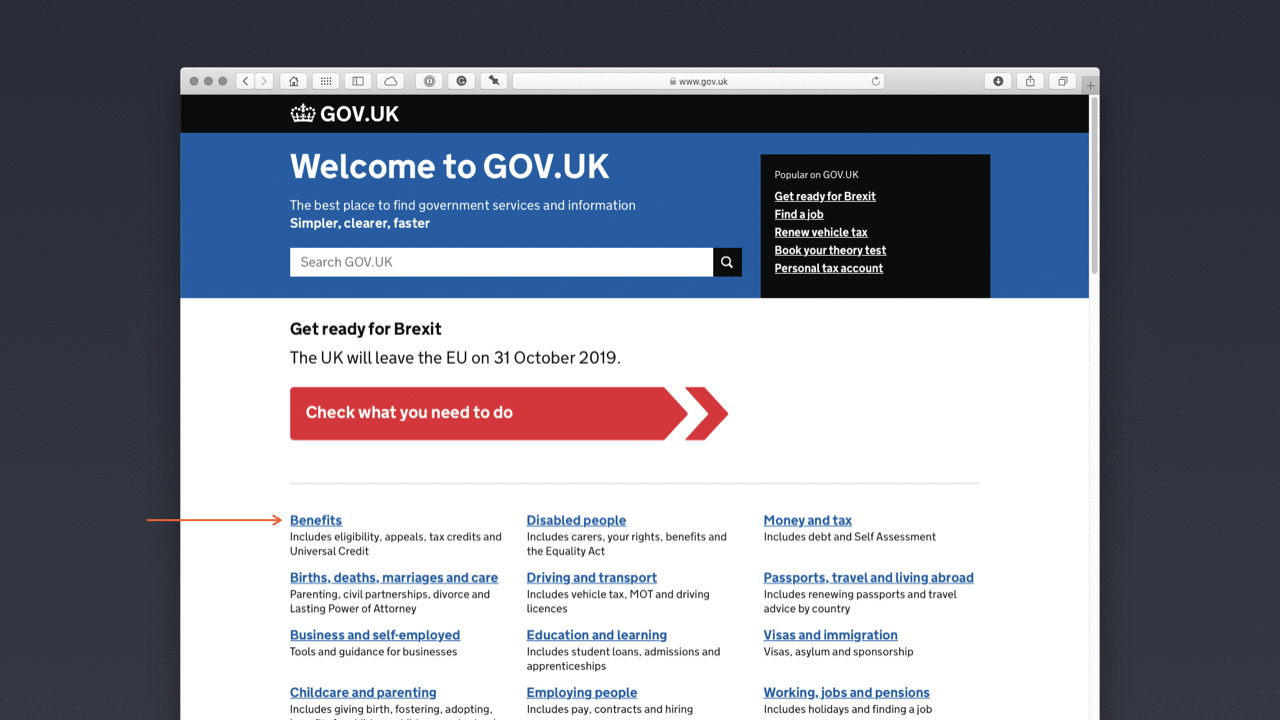 www.gov.uk
GOV.UK
Welcome to GOV.UK
The best place to find government services and information
Simpler, clearer, faster
Search GOV.UK
Popular on GOV.UK
Get ready for Brexit
Find a job
Renew vehicle tax
Book your theory test
Personal tax account
Get ready for Brexit
The UK will leave the EU on 31 October 2019.
Check what you need to do
Benefits
Includes eligibility, appeals, tax credits and
Universal Credit
Disabled people
Includes carers, your rights, benefits and
the Equality Act
Money and tax
Includes debt and Self Assessment
Births, deaths, marriages and care
Parenting, civil partnerships, divorce and
Lasting Power of Attorney
Driving and transport
Includes vehicle tax, MOT and driving
licences
Passports, travel and living abroad
Includes renewing passports and travel
advice by country
Business and self-employed
Tools and guidance for businesses
Education and learning
Includes student loans, admissions and
apprenticeships
Visas and immigration
Visas, asylum and sponsorship
Childcare and parenting
Includes giving birth, fostering, adopting,
Employing people
Includes pay, contracts and hiring
Working, jobs and pensions
Includes holidays and finding a job